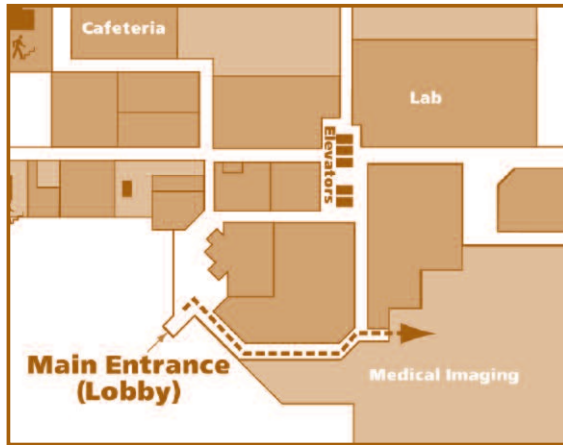 Cafeteria
Lab
Elevators
Main Entrance
(Lobby)
Medical Imaging